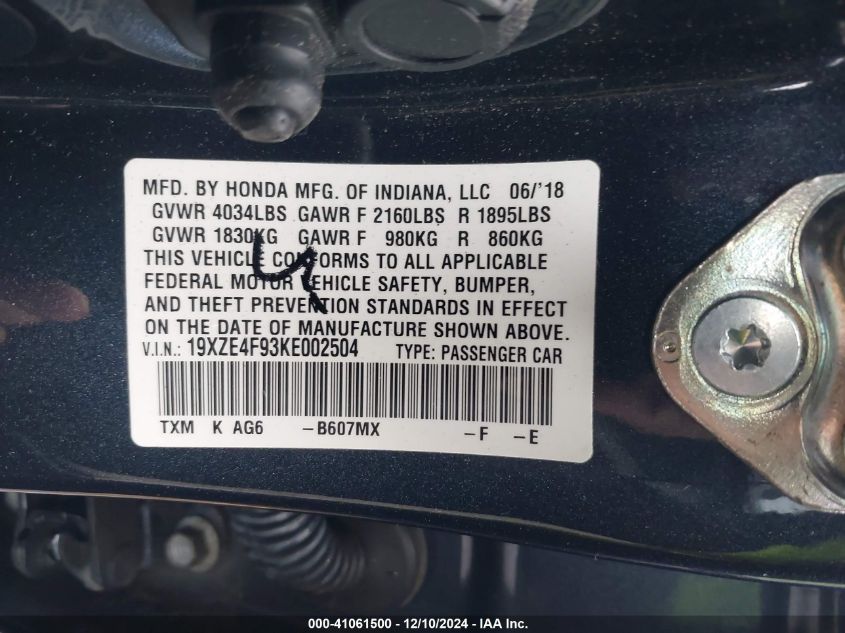 MFD. BY HONDA MFG. OF INDIANA, LLC 06/'18
GVWR 4034LBS GAWR F 2160LBS R 1895LBS
GVWR 1830KG GAWR F 980KG R 860KG
THIS VEHICLE CONFORMS TO ALL APPLICABLE
FEDERAL MOTOR VEHICLE SAFETY, BUMPER,
AND THEFT PREVENTION STANDARDS IN EFFECT
ON THE DATE OF MANUFACTURE SHOWN ABOVE.
V.I.N.: 19XZE4F93KE002504 TYPE: PASSENGER CAR
TXM K AG6 -B607MX -F -E
000-41061500 - 12/10/2024 - IAA Inc.